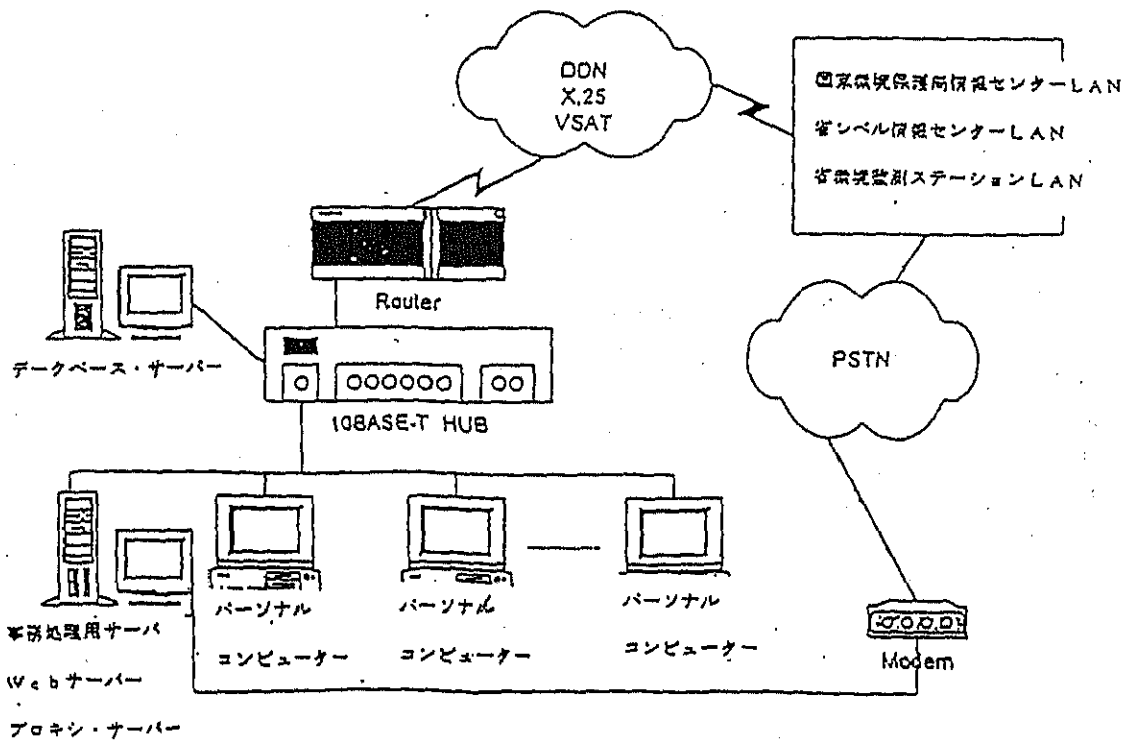 DDN
X.25
VSAT
国家環境保護局情報センターLAN
省レベル情報センターLAN
省環境監測ステーションLAN
Router
データベース・サーバー
10BASE-T HUB
PSTN
パーソナル
コンピューター
パーソナル
コンピューター
パーソナル
コンピューター
事務処理用サーバ
Webサーバー
プロキシ・サーバー
Modem